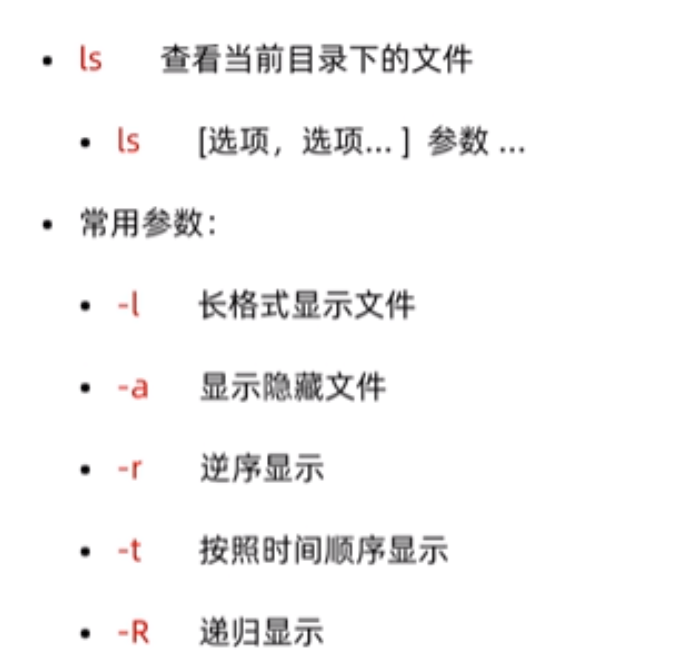 • ls 查看当前目录下的文件
• ls [选项，选项... ] 参数 ...
• 常用参数：
• -l 长格式显示文件
• -a 显示隐藏文件
• -r 逆序显示
• -t 按照时间顺序显示
• -R 递归显示